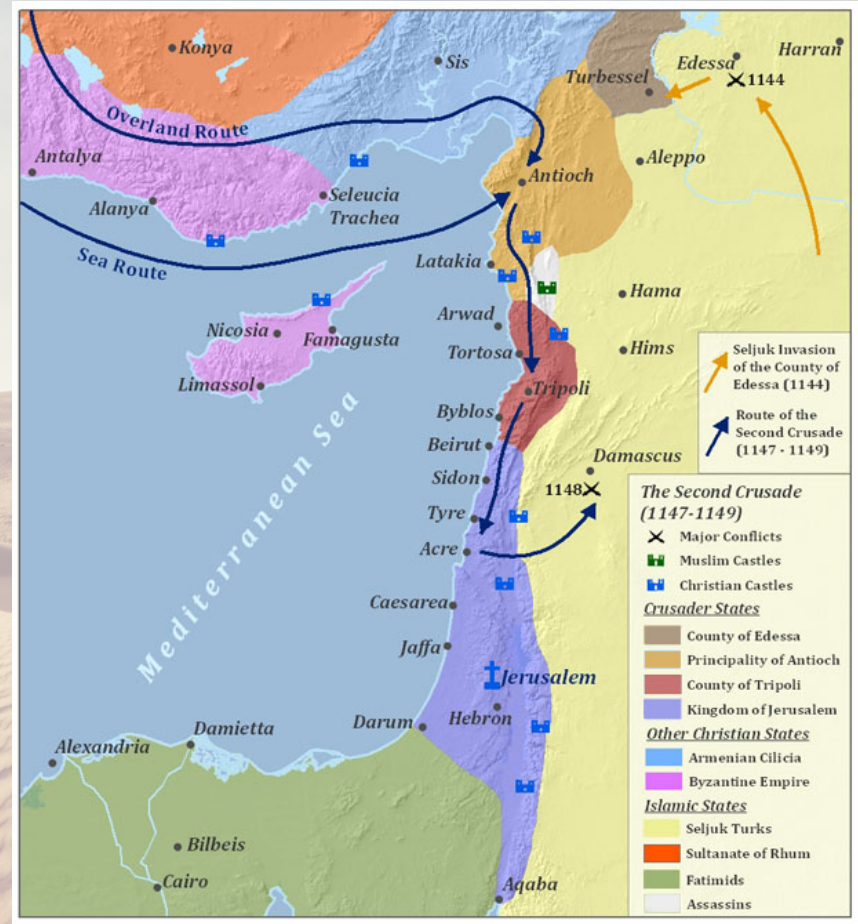 Konya
Sis
Edessa
Harran
Turbessel
1144
Overland Route
Antalya
Aleppo
Antioch
Alanya
Seleucia
Trachea
Sea Route
Latakia
Hama
Arwad
Nicosia
Famagusta
Tortosa
Hims
Limassol
Tripoli
Byblos
Beirut
Damascus
Sidon
1148
Tyre
Acre
Mediterranean Sea
Caesarea
Jaffa
Jerusalem
Hebron
Darum
Damietta
Alexandria
Bilbeis
Cairo
Aqaba
Seljuk Invasion
of the County of
Edessa (1144)
Route of the
Second Crusade
(1147 - 1149)
The Second Crusade
(1147-1149)
Major Conflicts
Muslim Castles
Christian Castles
Crusader States
County of Edessa
Principality of Antioch
County of Tripoli
Kingdom of Jerusalem
Other Christian States
Armenian Cilicia
Byzantine Empire
Islamic States
Seljuk Turks
Sultanate of Rhum
Fatimids
Assassins